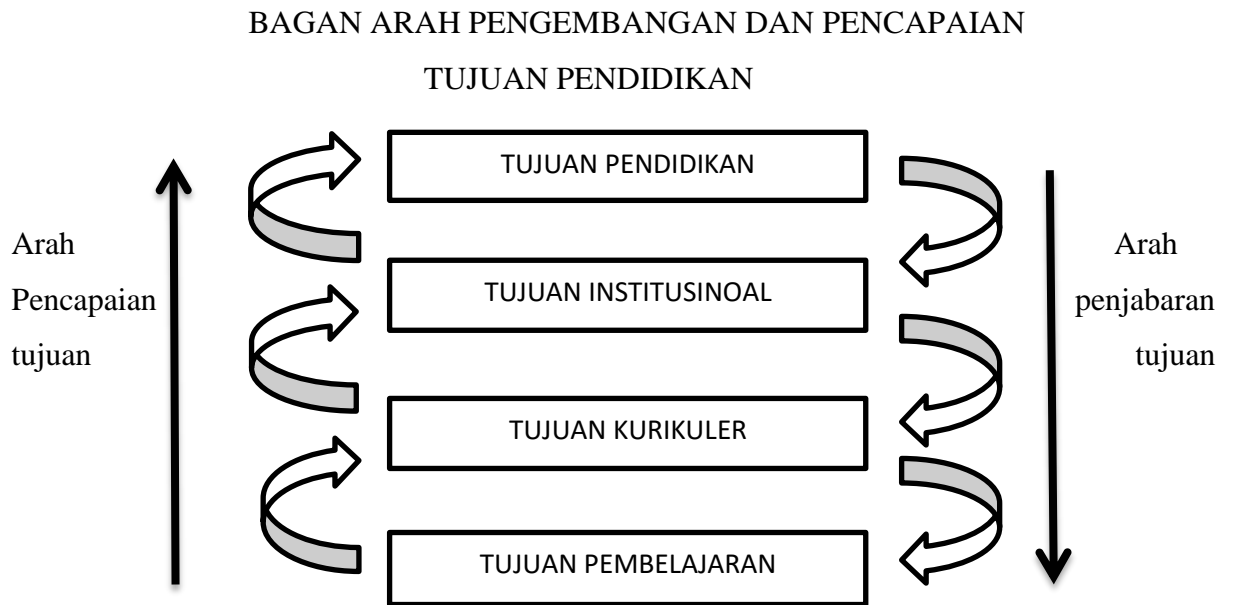 BAGAN ARAH PENGEMBANGAN DAN PENCAPAIAN
TUJUAN PENDIDIKAN
TUJUAN PENDIDIKAN
Arah
Pencapaian
tujuan
TUJUAN INSTITUSINOAL
TUJUAN KURIKULER
TUJUAN PEMBELAJARAN
Arah
penjabaran
tujuan